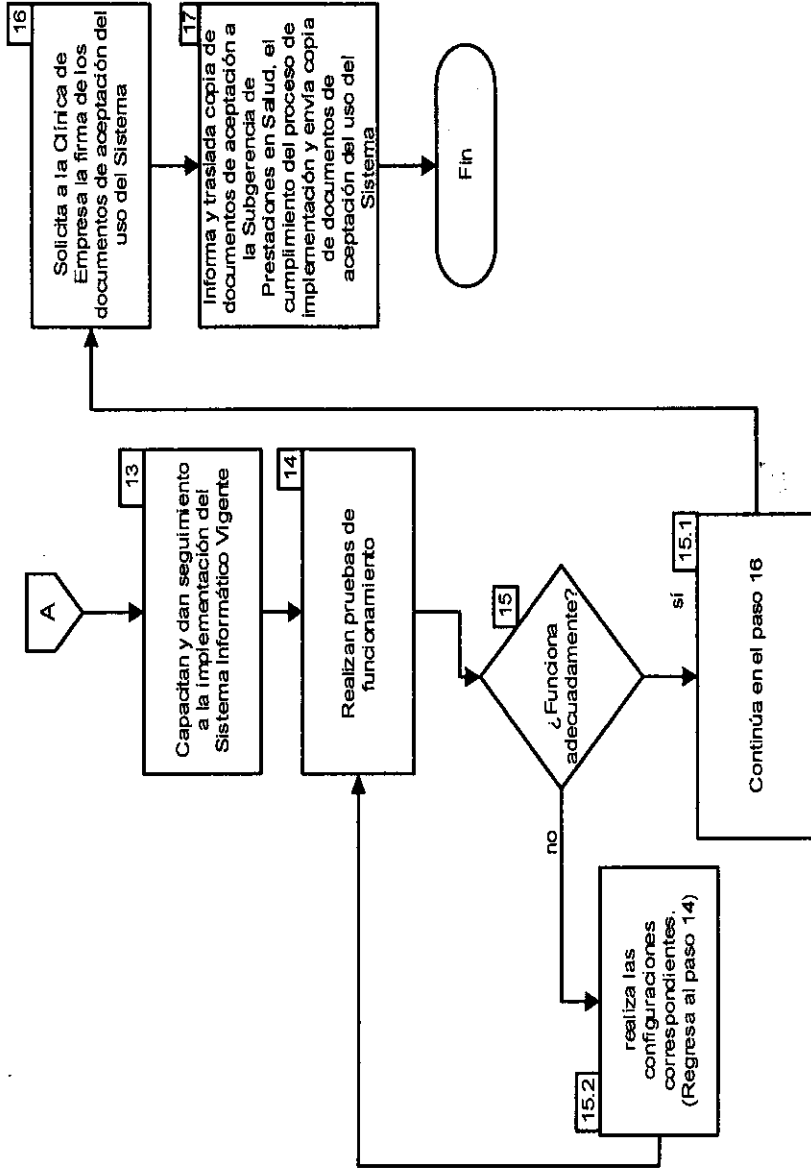 A
13
Capacitan y dan seguimiento
a la implementación del
Sistema Informático Vigente
14
Realizan pruebas de
funcionamiento
15
¿Funciona
adecuadamente?
no
sí
15.2
realiza las
configuraciones
correspondientes.
(Regresa al paso 14)
15.1
Continúa en el paso 16
16
Solicita a la Clínica de
Empresa la firma de los
documentos de aceptación del
uso del Sistema
17
Informa y traslada copia de
documentos de aceptación a
la Subgerencia de
Prestaciones en Salud, el
cumplimiento del proceso de
implementación y envía copia
de documentos de
aceptación del uso del
Sistema
Fin